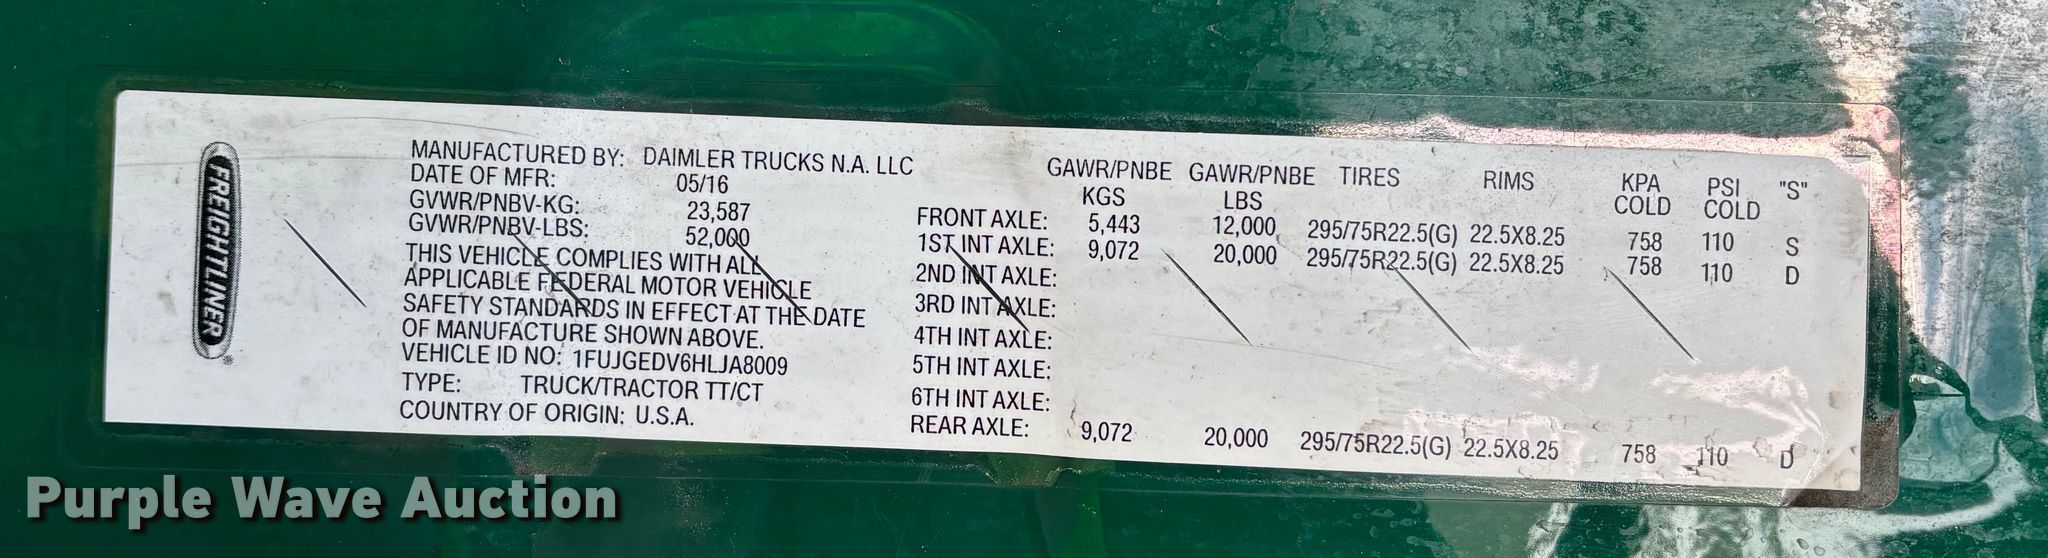 FREIGHTLINER®
MANUFACTURED BY: DAIMLER TRUCKS N.A. LLC
DATE OF MFR: 05/16
GVWR/PNBV-KG: 23,587
GVWR/PNBV-LBS: 52,000
THIS VEHICLE COMPLIES WITH ALL
APPLICABLE FEDERAL MOTOR VEHICLE
SAFETY STANDARDS IN EFFECT AT THE DATE
OF MANUFACTURE SHOWN ABOVE.
VEHICLE ID NO: 1FUJGEDV6HLJA8009
TYPE: TRUCK/TRACTOR TT/CT
COUNTRY OF ORIGIN: U.S.A.
GAWR/PNBE GAWR/PNBE TIRES RIMS KPA PSI "S"
KGS LBS COLD COLD
FRONT AXLE: 5,443 12,000 295/75R22.5(G) 22.5X8.25 758 110 S
1ST INT AXLE: 9,072 20,000 295/75R22.5(G) 22.5X8.25 758 110 D
2ND INT AXLE:
3RD INT AXLE:
4TH INT AXLE:
5TH INT AXLE:
6TH INT AXLE:
REAR AXLE: 9,072 20,000 295/75R22.5(G) 22.5X8.25 758 110 D
Purple Wave Auction